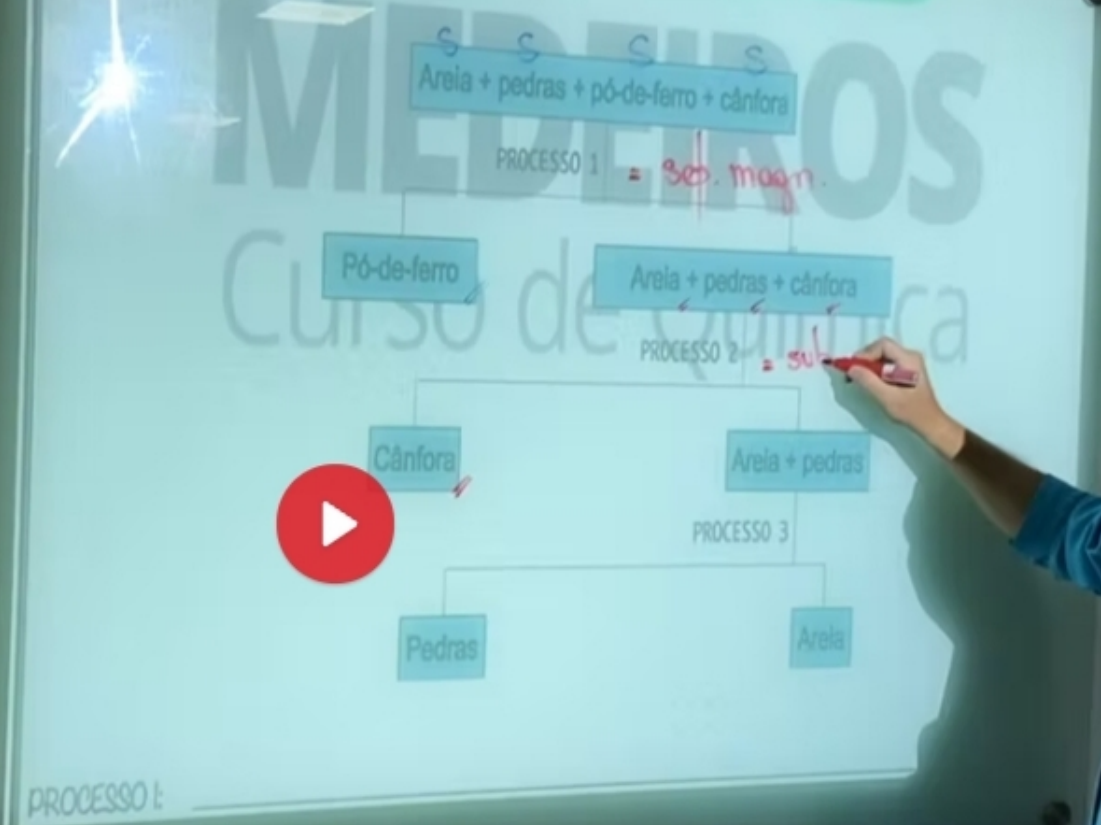 MEDEIROS
Curso de Química
S S S S
Areia + pedras + pó-de-ferro + cânfora
PROCESSO 1 = sep. magn.
Pó-de-ferro
Areia + pedras + cânfora
PROCESSO 2 = sub
Cânfora
Areia + pedras
PROCESSO 3
Pedras
Areia
PROCESSO 1: